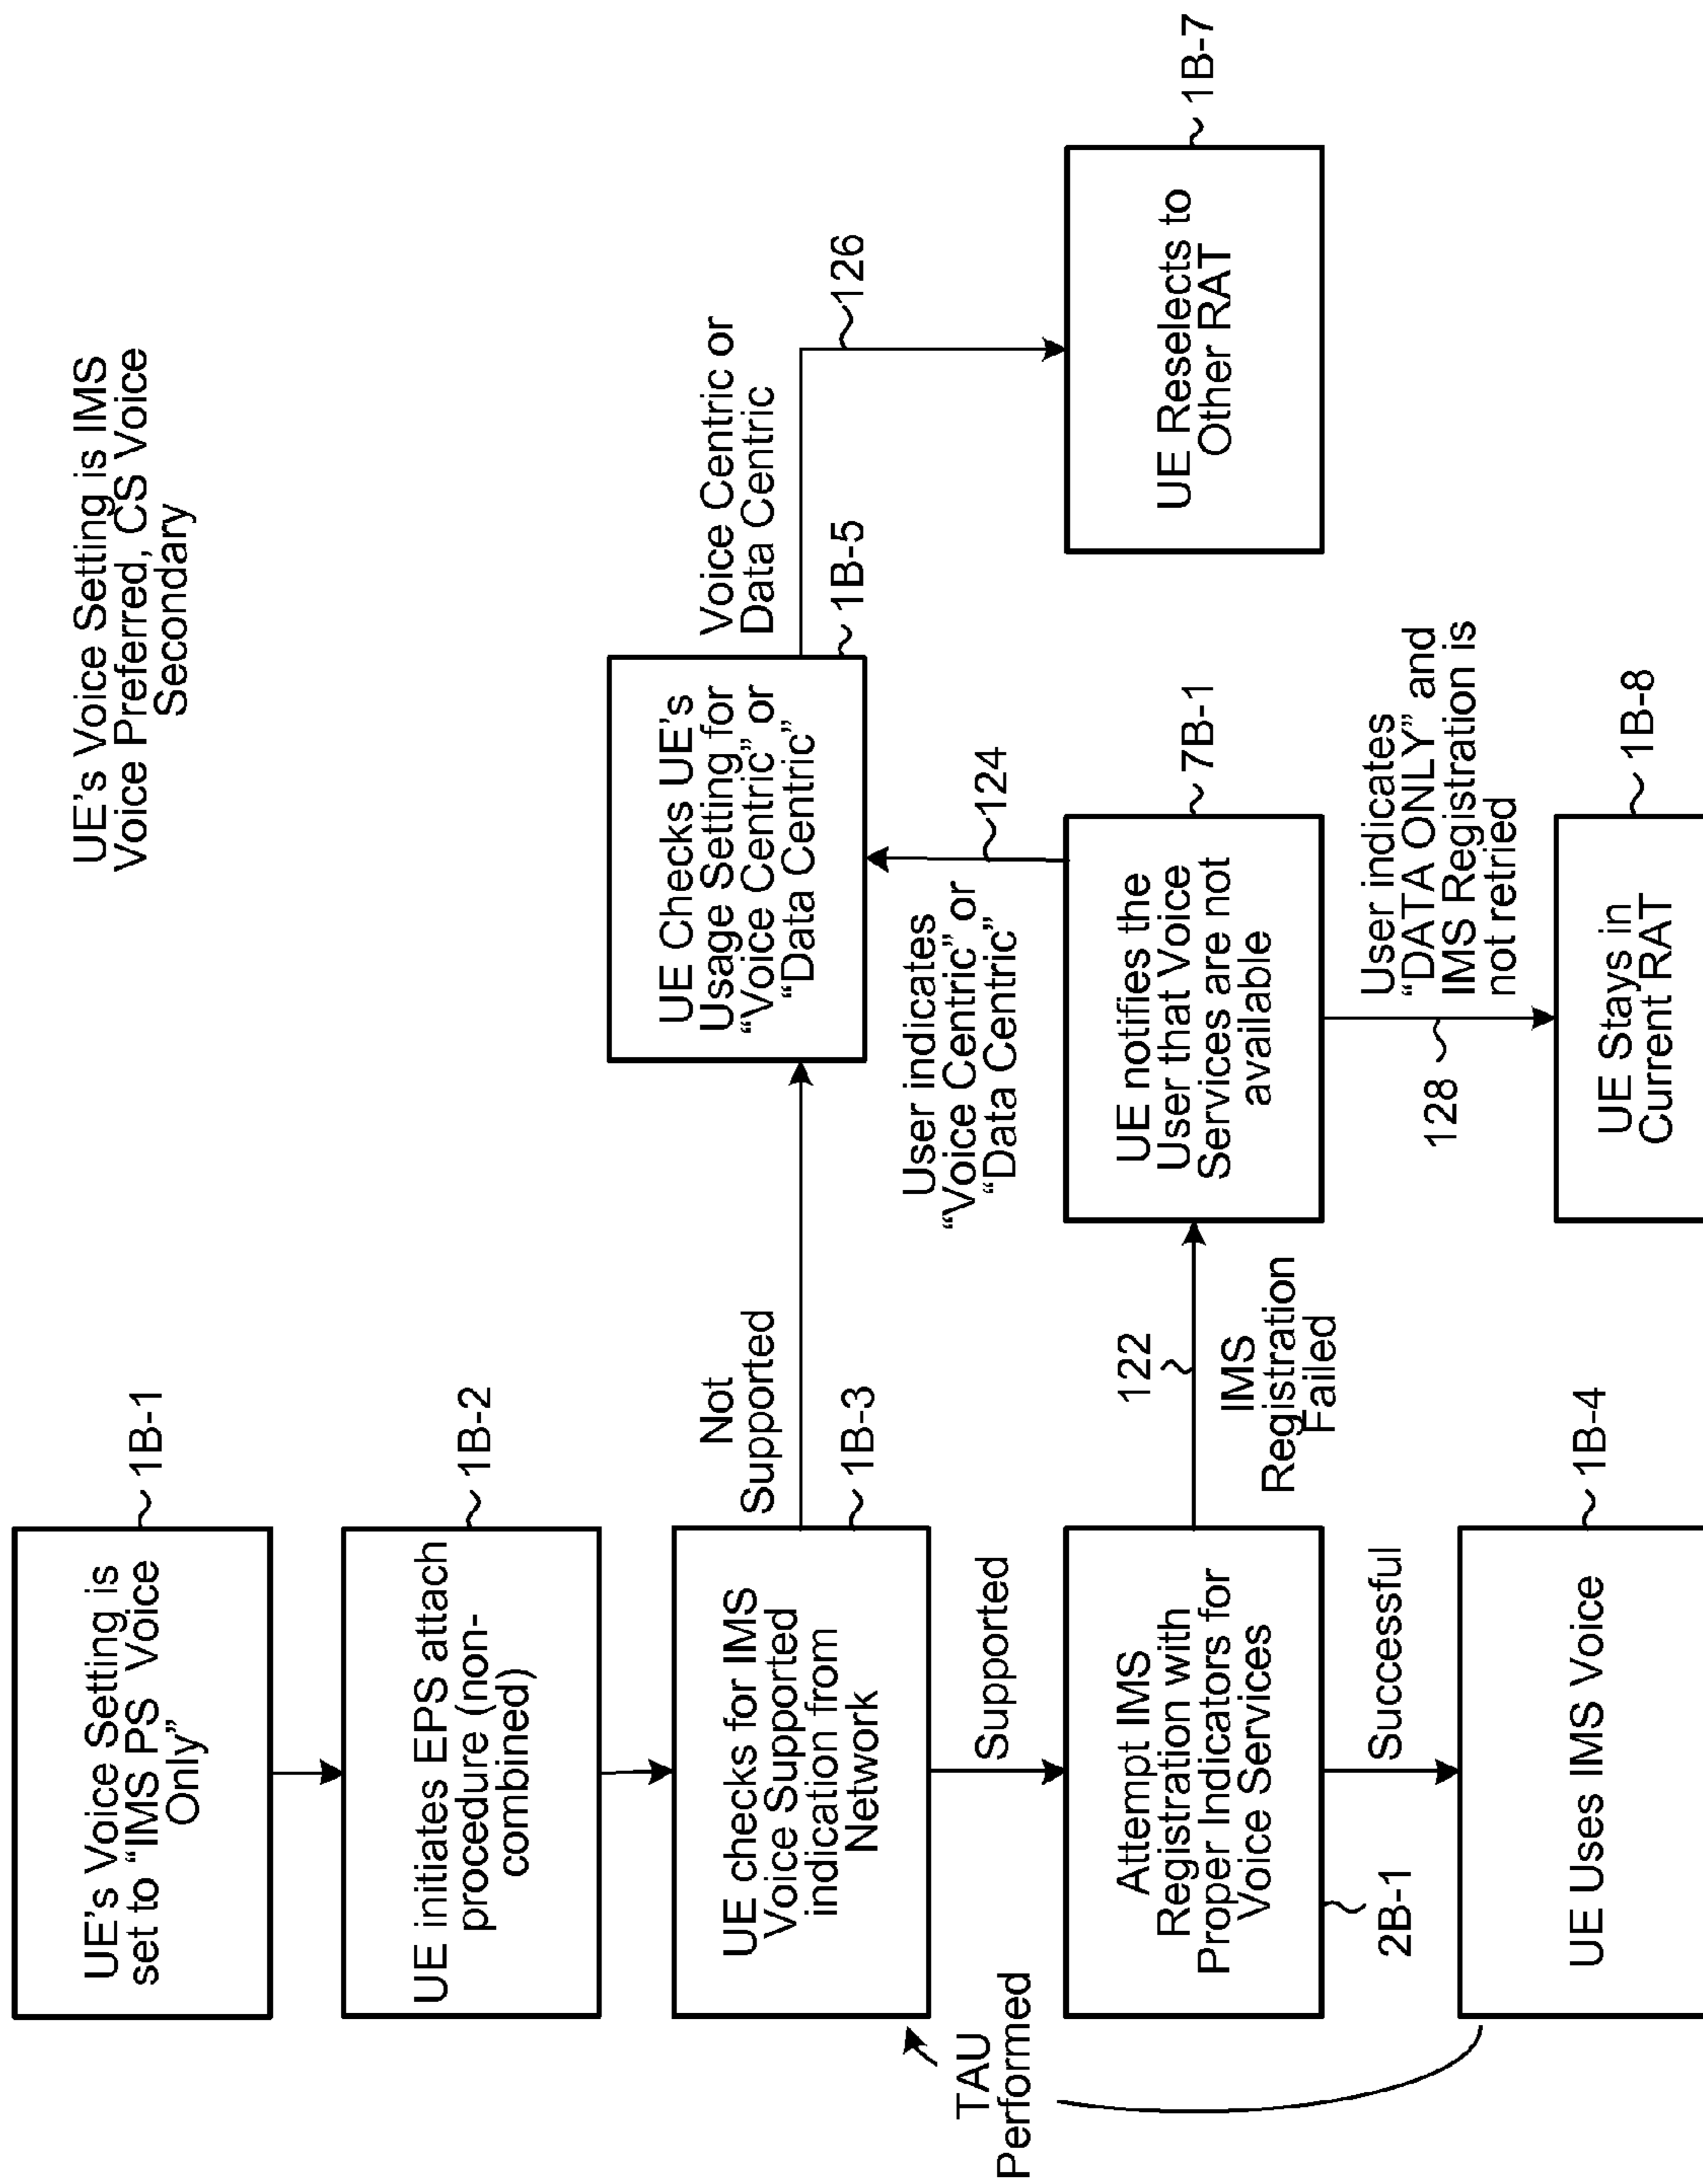 UE's Voice Setting is IMS
Voice Preferred, CS Voice
Secondary
UE's Voice Setting is
set to “IMS PS Voice
Only”
1B-1
UE initiates EPS attach
procedure (non-
combined)
1B-2
UE checks for IMS
Voice Supported
indication from
Network
1B-3
Not
Supported
UE Checks UE's
Usage Setting for
“Voice Centric” or
“Data Centric”
1B-5
Voice Centric or
Data Centric
126
TAU
Performed
Supported
User indicates
“Voice Centric” or
“Data Centric”
124
Attempt IMS
Registration with
Proper Indicators for
Voice Services
2B-1
122
IMS
Registration
Failed
UE notifies the
User that Voice
Services are not
available
7B-1
UE Reselects to
Other RAT
1B-7
Successful
128
User indicates
“DATA ONLY” and
IMS Registration is
not retried
UE Uses IMS Voice
1B-4
UE Stays in
Current RAT
1B-8